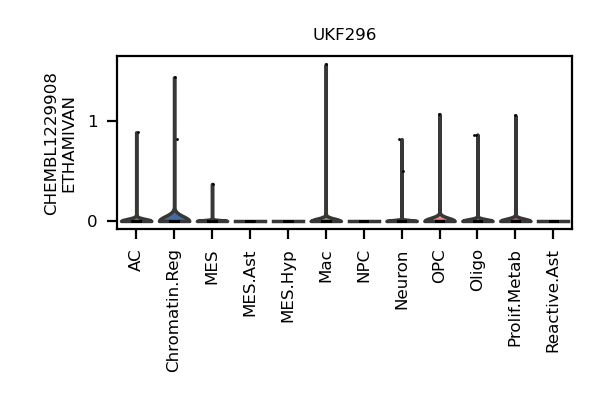 UKF296
CHEMBL1229908
ETHAMIVAN
1
0
AC
Chromatin.Reg
MES
MES.Ast
MES.Hyp
Mac
NPC
Neuron
OPC
Oligo
Prolif.Metab
Reactive.Ast